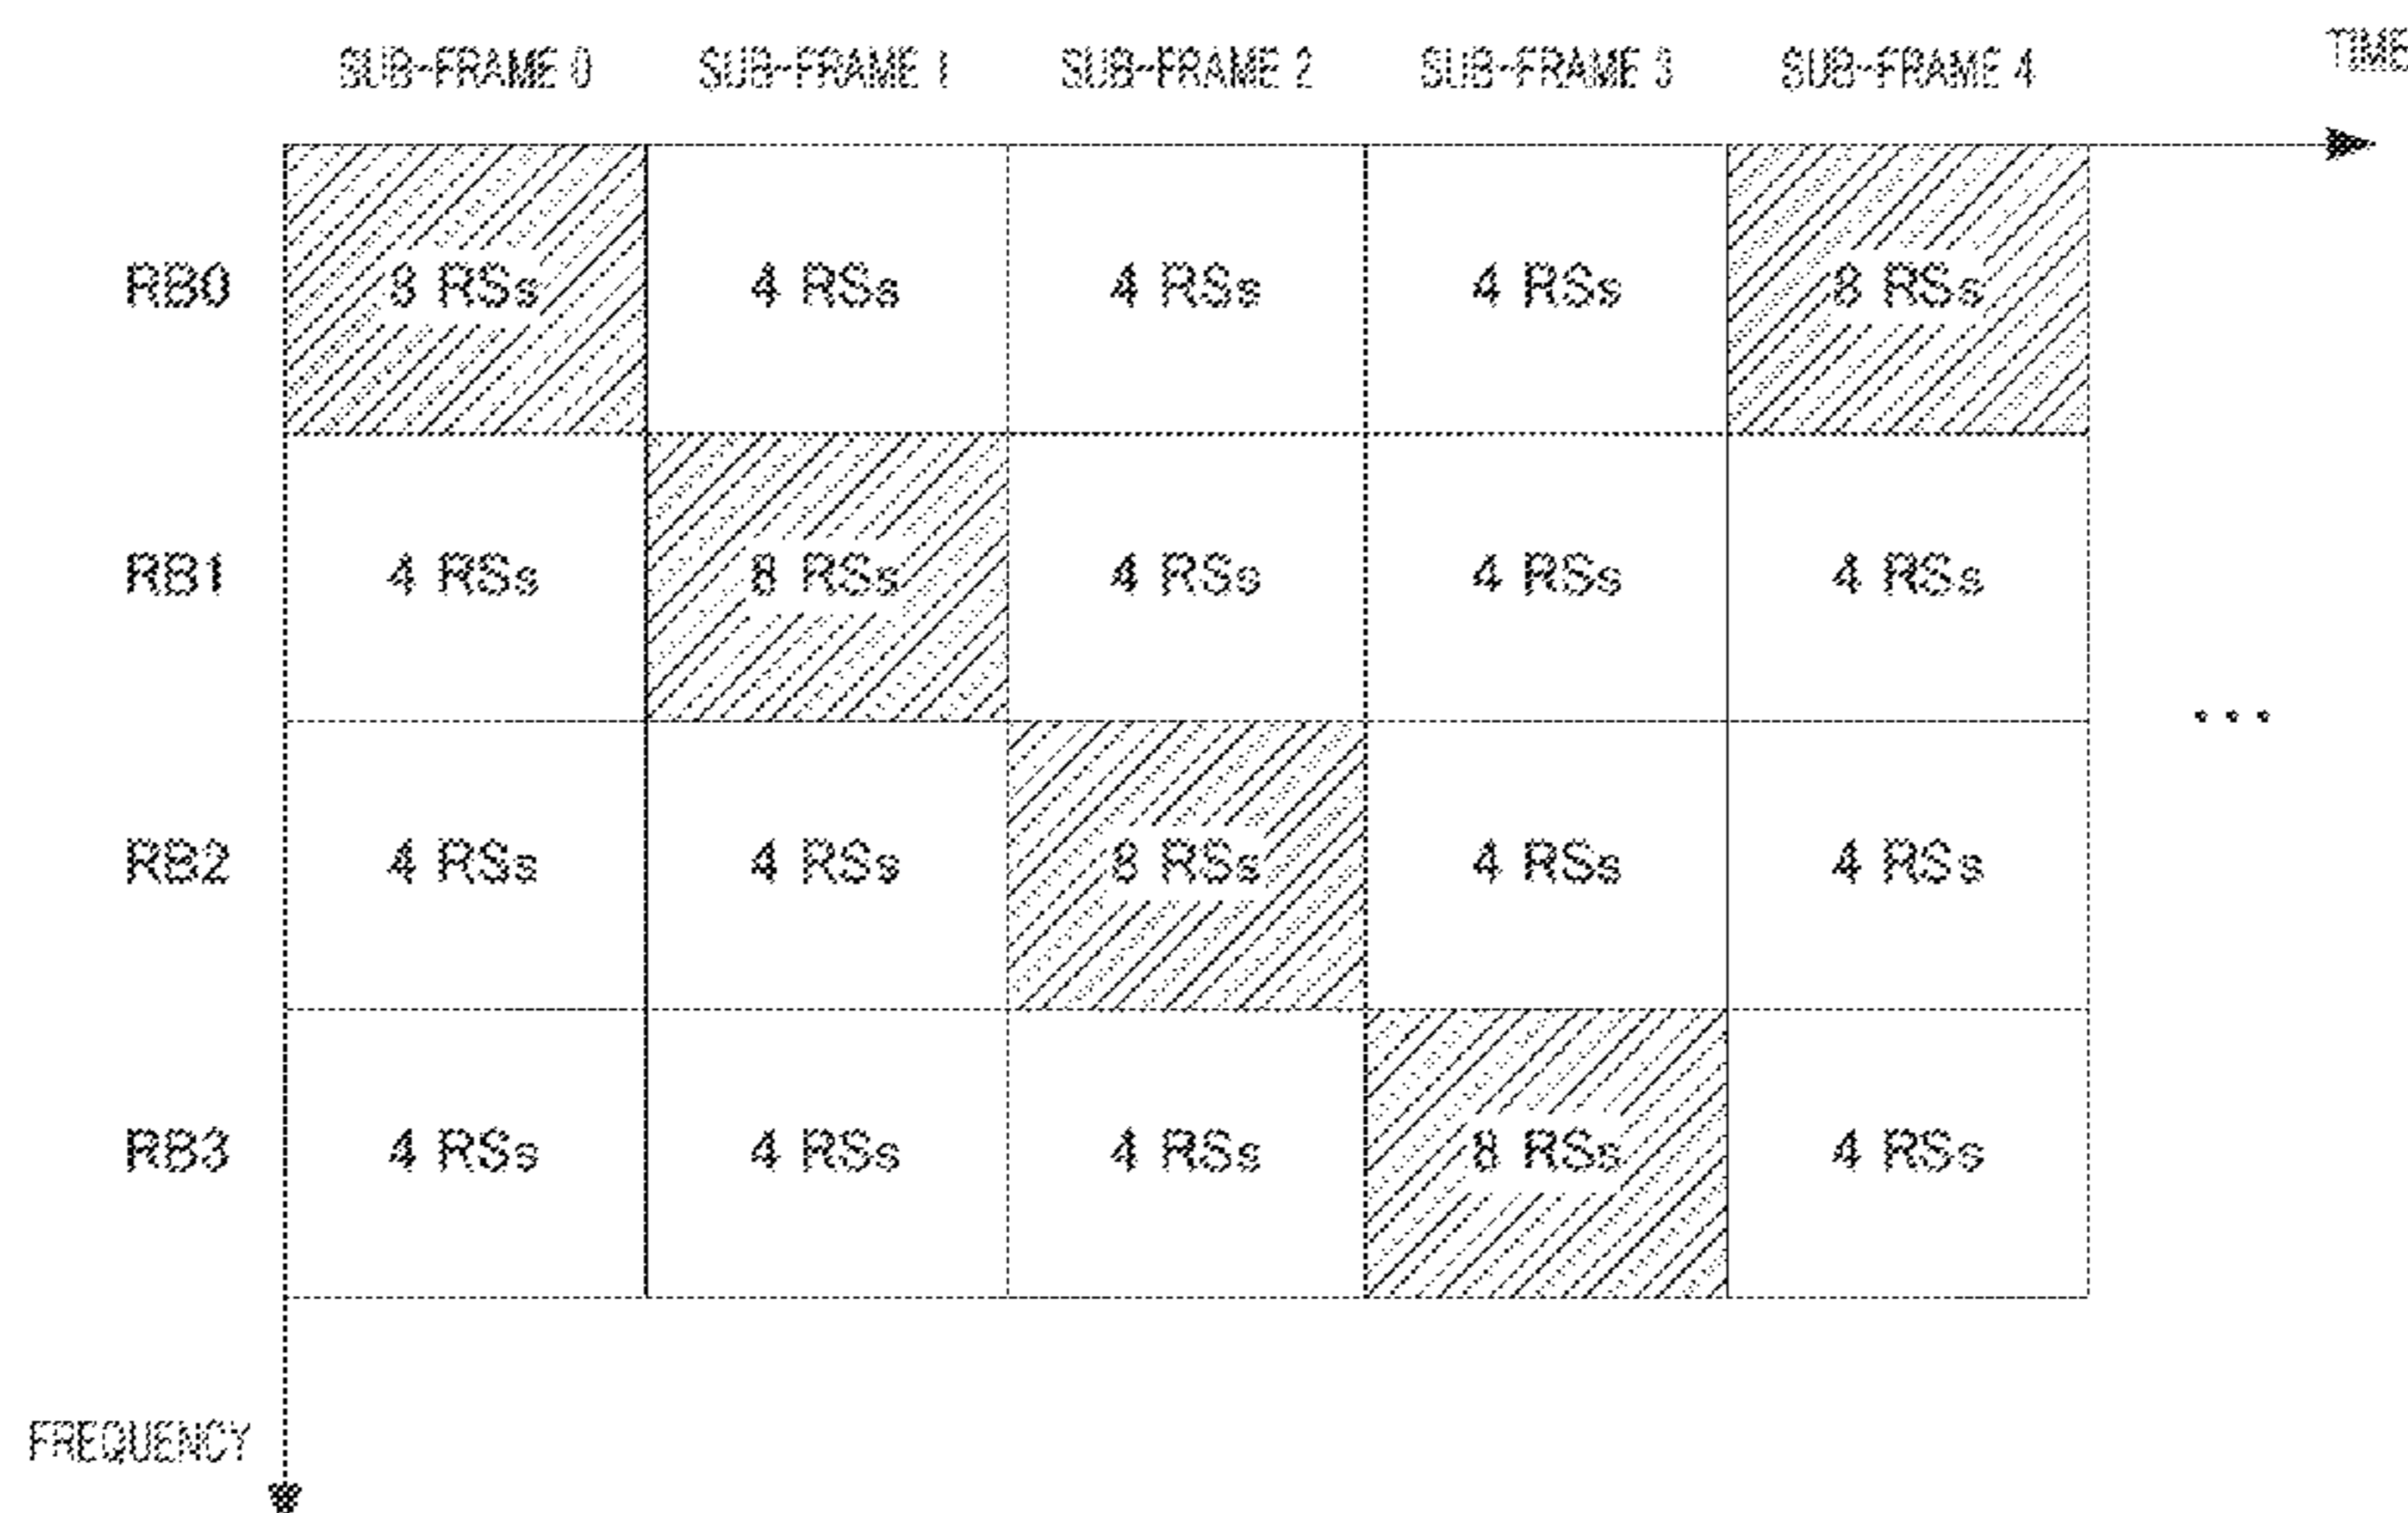 SUB-FRAME 0 SUB-FRAME 1 SUB-FRAME 2 SUB-FRAME 3 SUB-FRAME 4 TIME
RB0 8 RSs 4 RSs 4 RSs 4 RSs 8 RSs
RB1 4 RSs 8 RSs 4 RSs 4 RSs 4 RSs
...
RB2 4 RSs 4 RSs 8 RSs 4 RSs 4 RSs
RB3 4 RSs 4 RSs 4 RSs 8 RSs 4 RSs
FREQUENCY